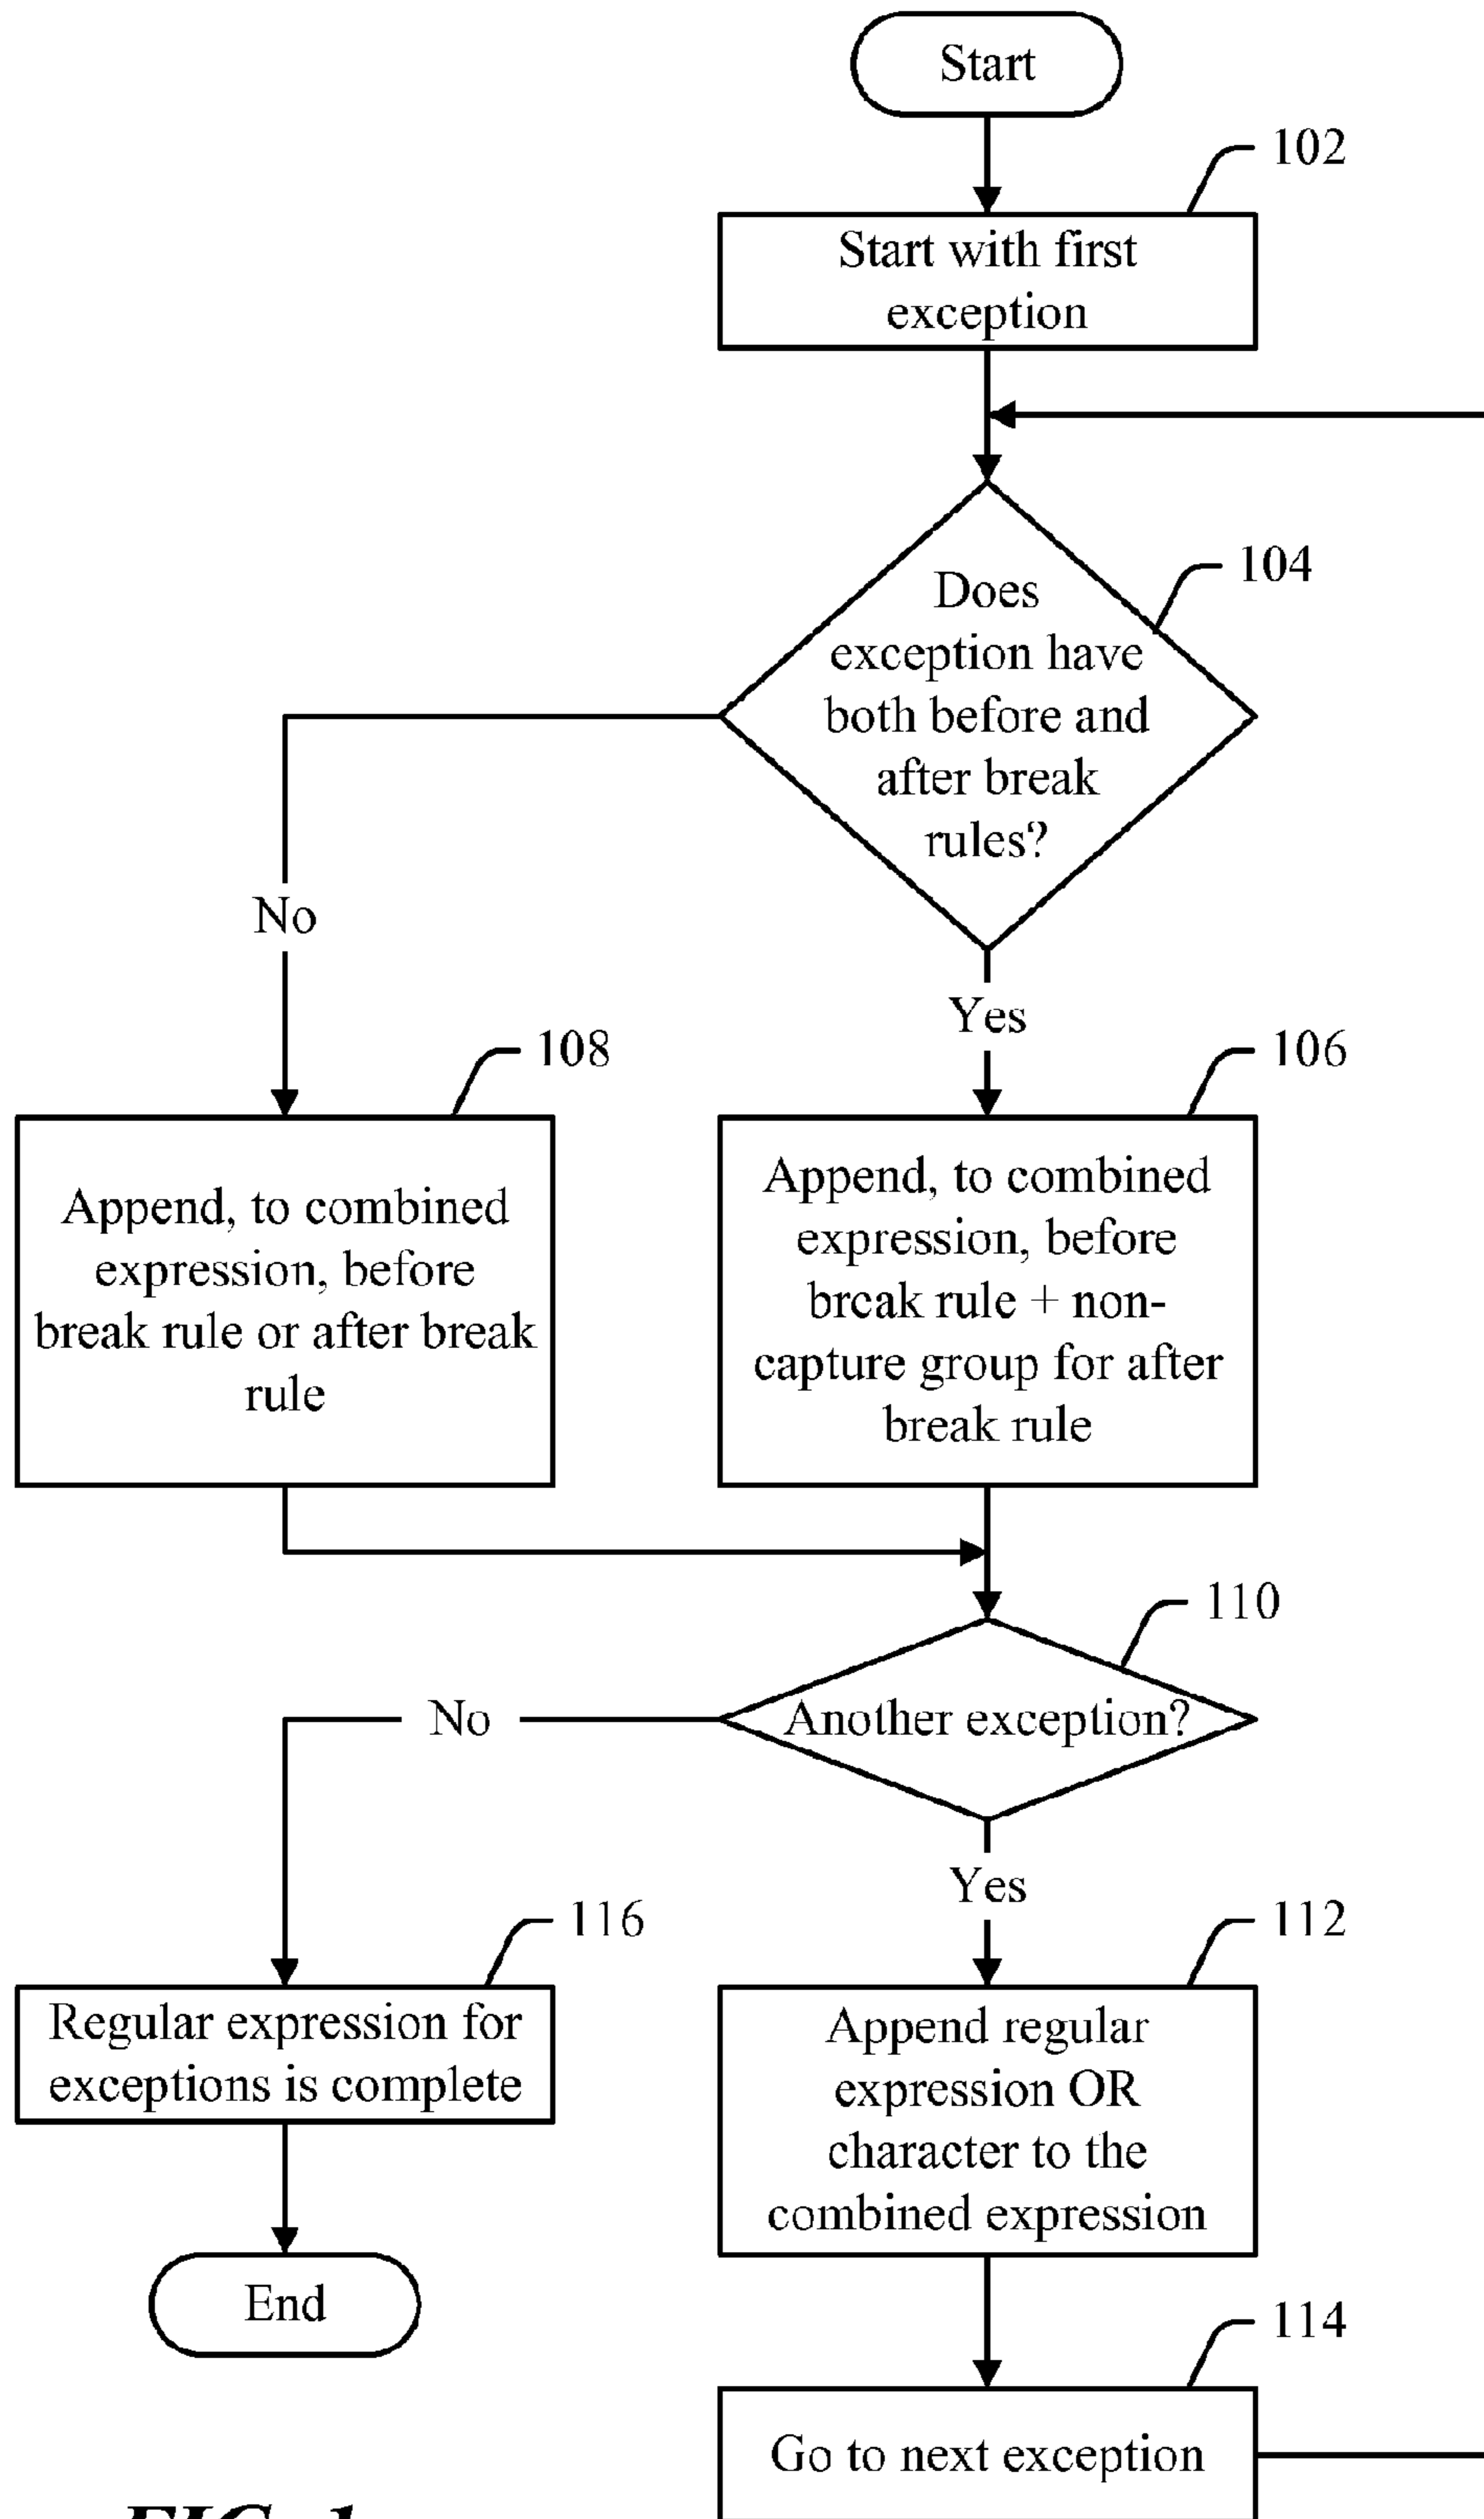 Start
102
Start with first
exception
104
Does
exception have
both before and
after break
rules?
No
Yes
108
106
Append, to combined
expression, before
break rule or after break
rule
Append, to combined
expression, before
break rule + non-
capture group for after
break rule
110
Another exception?
No
Yes
116
112
Regular expression for
exceptions is complete
Append regular
expression OR
character to the
combined expression
End
114
Go to next exception